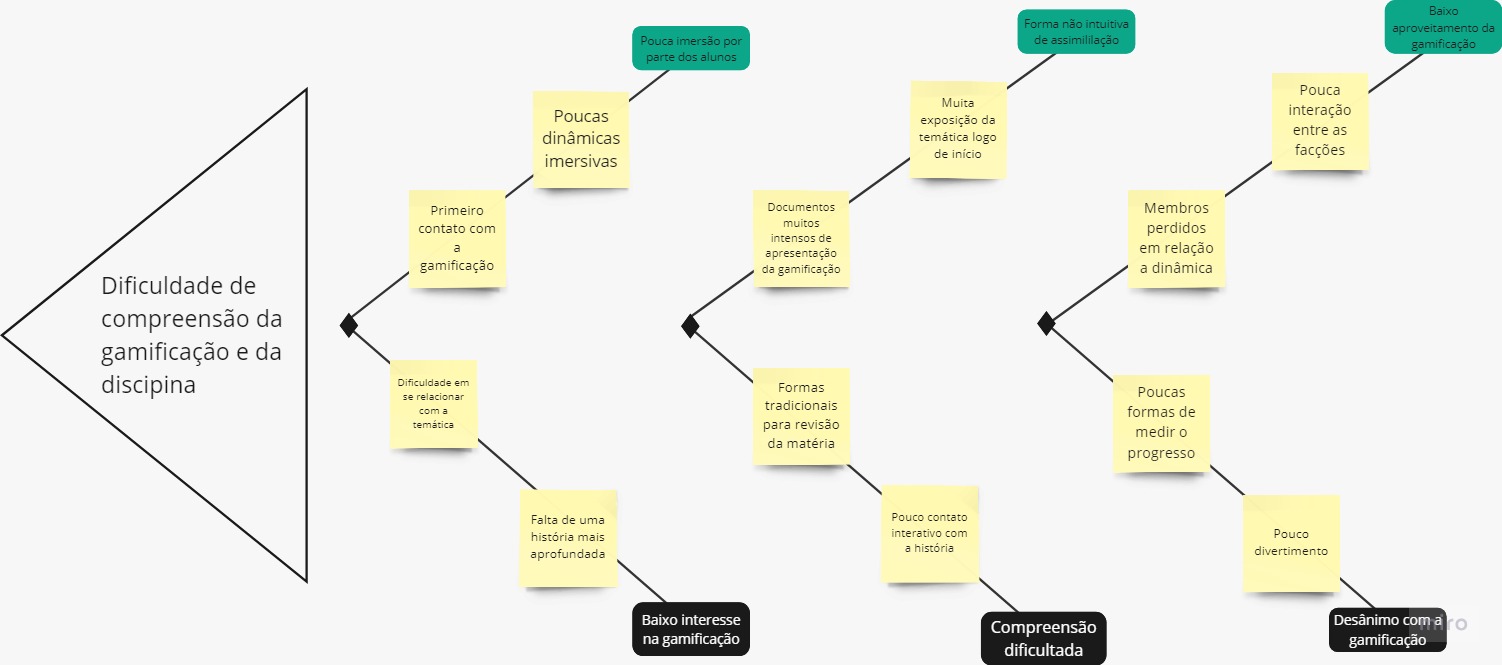 Dificuldade de
compreensão da
gamificação e da
discipina
Pouca imersão por
parte dos alunos
Poucas
dinâmicas
imersivas
Primeiro
contato com
a
gamificação
Dificuldade em
se relacionar
com a
temática
Falta de uma
história mais
aprofundada
Baixo interesse
na gamificação
Forma não intuitiva
de assimililação
Muita
exposição da
temática logo
de início
Documentos
muitos
intensos de
apresentação
da gamificação
Formas
tradicionais
para revisão
da matéria
Pouco contato
interativo com
a história
Compreensão
dificultada
Baixo
aproveitamento da
gamificação
Pouca
interação
entre as
facções
Membros
perdidos
em relação
a dinâmica
Poucas
formas de
medir o
progresso
Pouco
divertimento
Desânimo com a
gamificação
miro